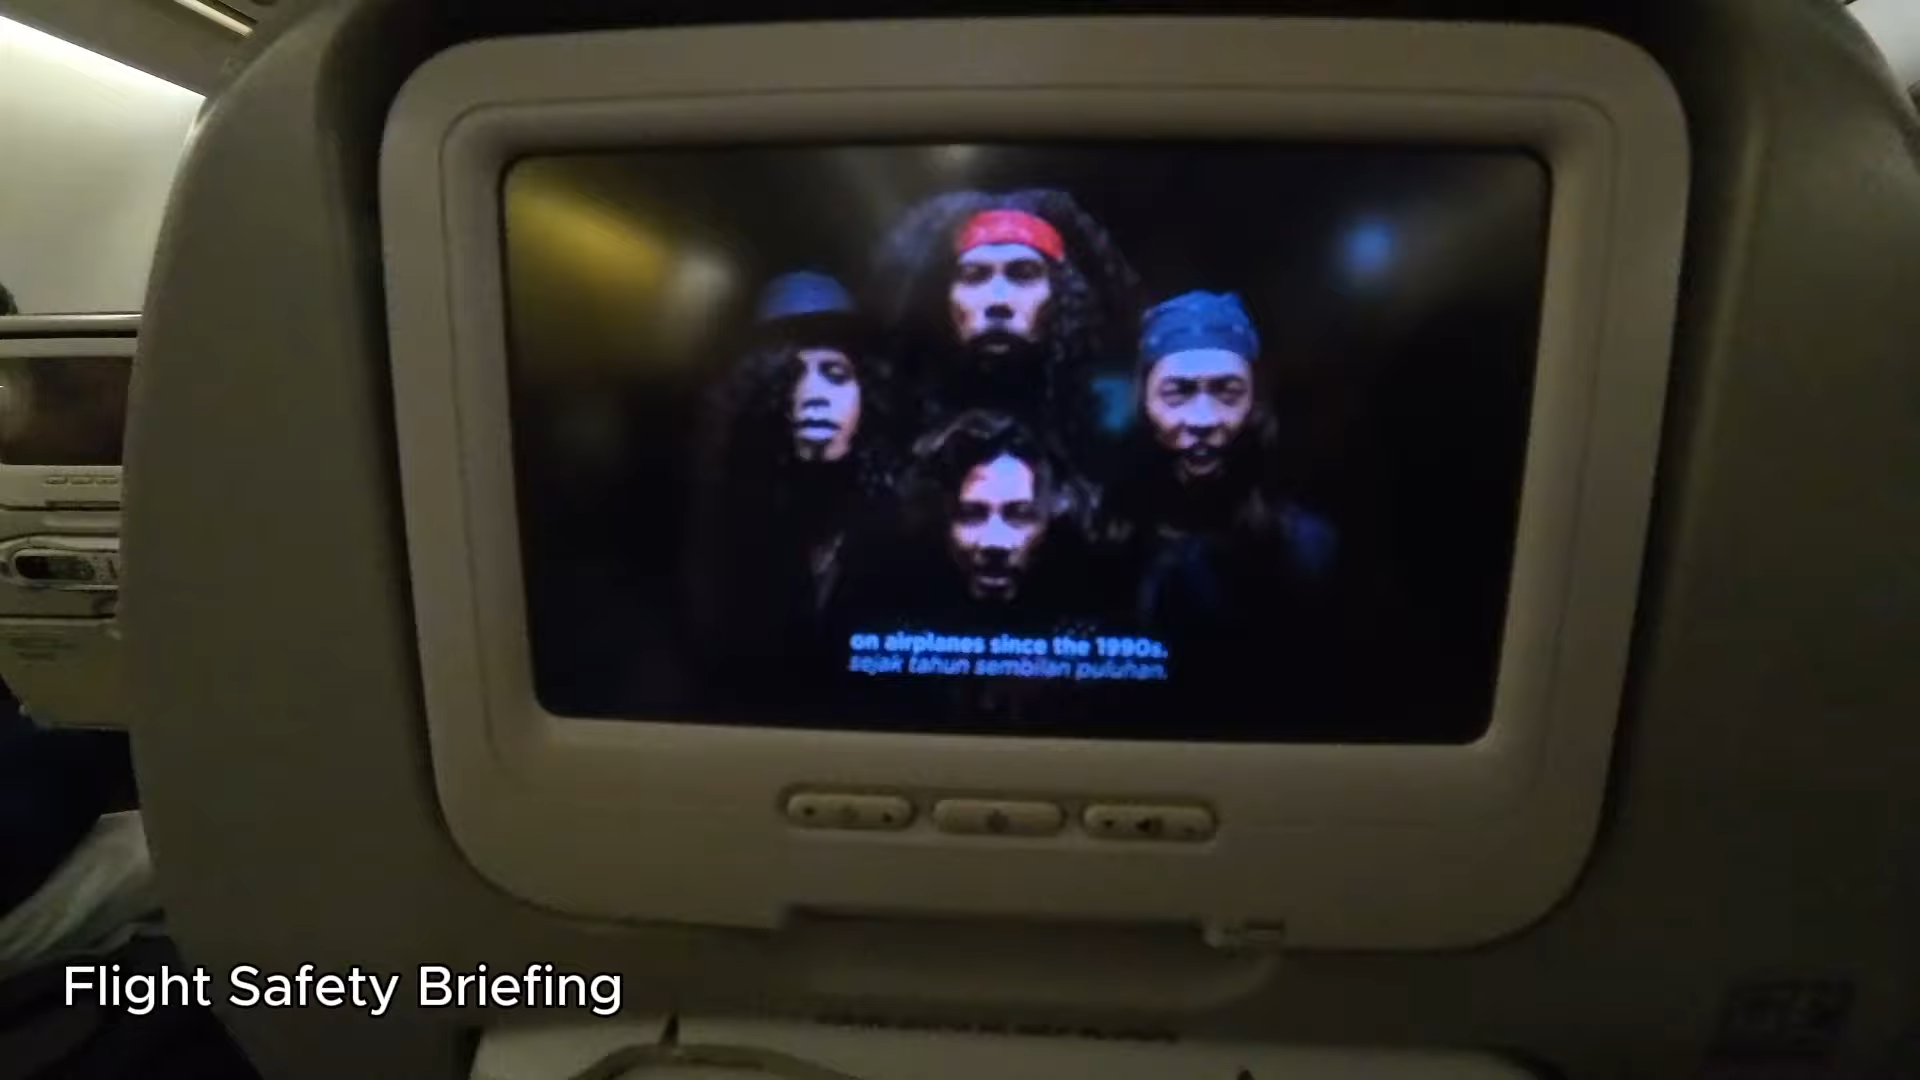 on airplanes since the 1990s.
sejak tahun sembilan puluhan.
Flight Safety Briefing